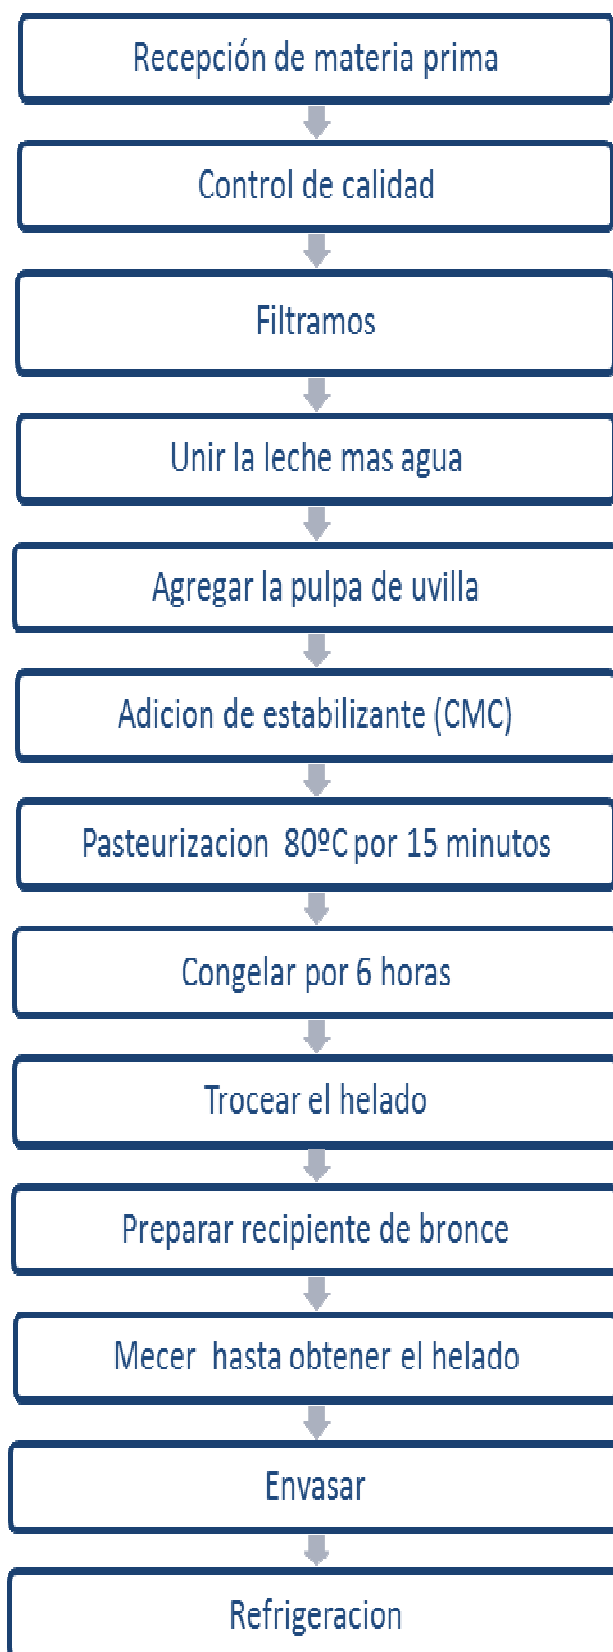 Recepción de materia prima
Control de calidad
Filtramos
Unir la leche mas agua
Agregar la pulpa de uvilla
Adicion de estabilizante (CMC)
Pasteurizacion 80ºC por 15 minutos
Congelar por 6 horas
Trocear el helado
Preparar recipiente de bronce
Mecer hasta obtener el helado
Envasar
Refrigeracion